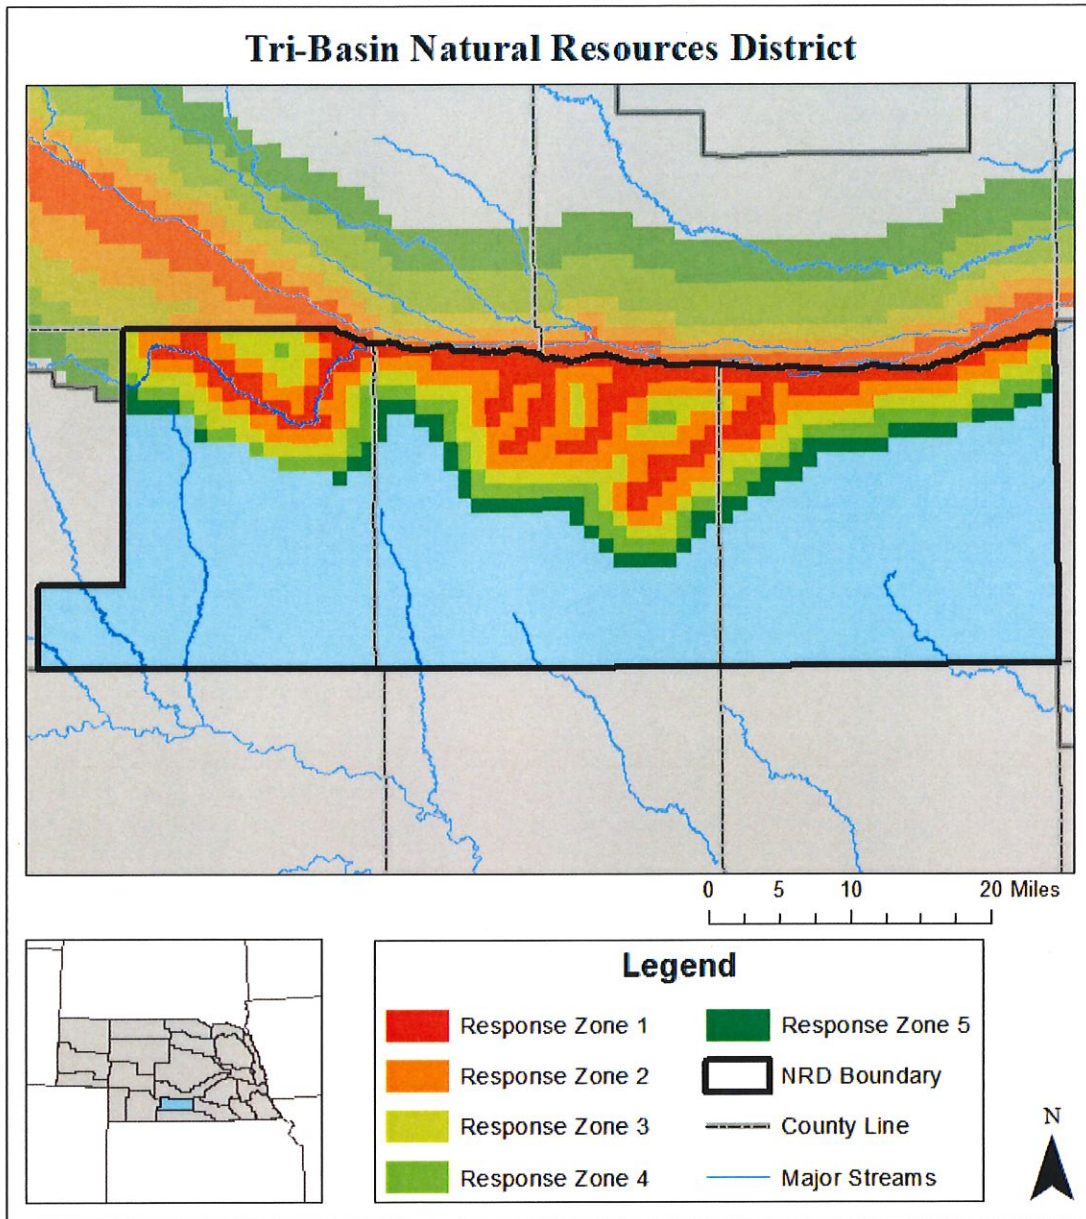 Tri-Basin Natural Resources District
0 5 10 20 Miles
Legend
Response Zone 1
Response Zone 2
Response Zone 3
Response Zone 4
Response Zone 5
NRD Boundary
County Line
Major Streams
N